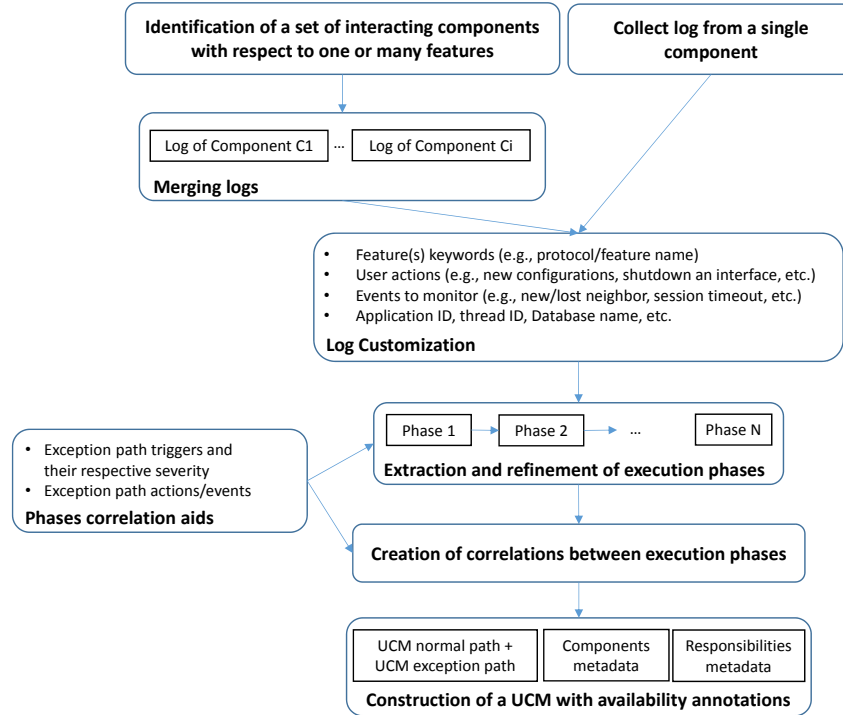 Identification of a set of interacting components
with respect to one or many features
Collect log from a single
component
Log of Component C1
...
Log of Component Ci
Merging logs
• Feature(s) keywords (e.g., protocol/feature name)
• User actions (e.g., new configurations, shutdown an interface, etc.)
• Events to monitor (e.g., new/lost neighbor, session timeout, etc.)
• Application ID, thread ID, Database name, etc.
Log Customization
Phase 1
Phase 2
...
Phase N
Extraction and refinement of execution phases
• Exception path triggers and
their respective severity
• Exception path actions/events
Phases correlation aids
Creation of correlations between execution phases
UCM normal path +
UCM exception path
Components
metadata
Responsibilities
metadata
Construction of a UCM with availability annotations